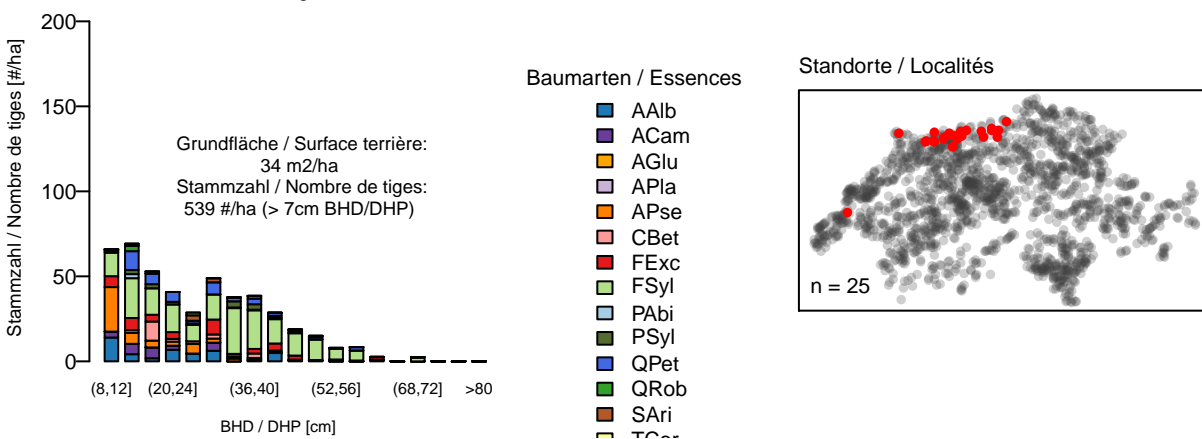 Stammzahl / Nombre de tiges [#/ha]
200
150
100
50
0
Grundfläche / Surface terrière:
34 m2/ha
Stammzahl / Nombre de tiges:
539 #/ha (> 7cm BHD/DHP)
(8,12]
(20,24]
(36,40]
(52,56]
(68,72]
>80
BHD / DHP [cm]
Baumarten / Essences
AAlb
ACam
AGlu
APla
APse
CBet
FExc
FSyl
PAbi
PSyl
QPet
QRob
SAri
Standorte / Localités
n = 25